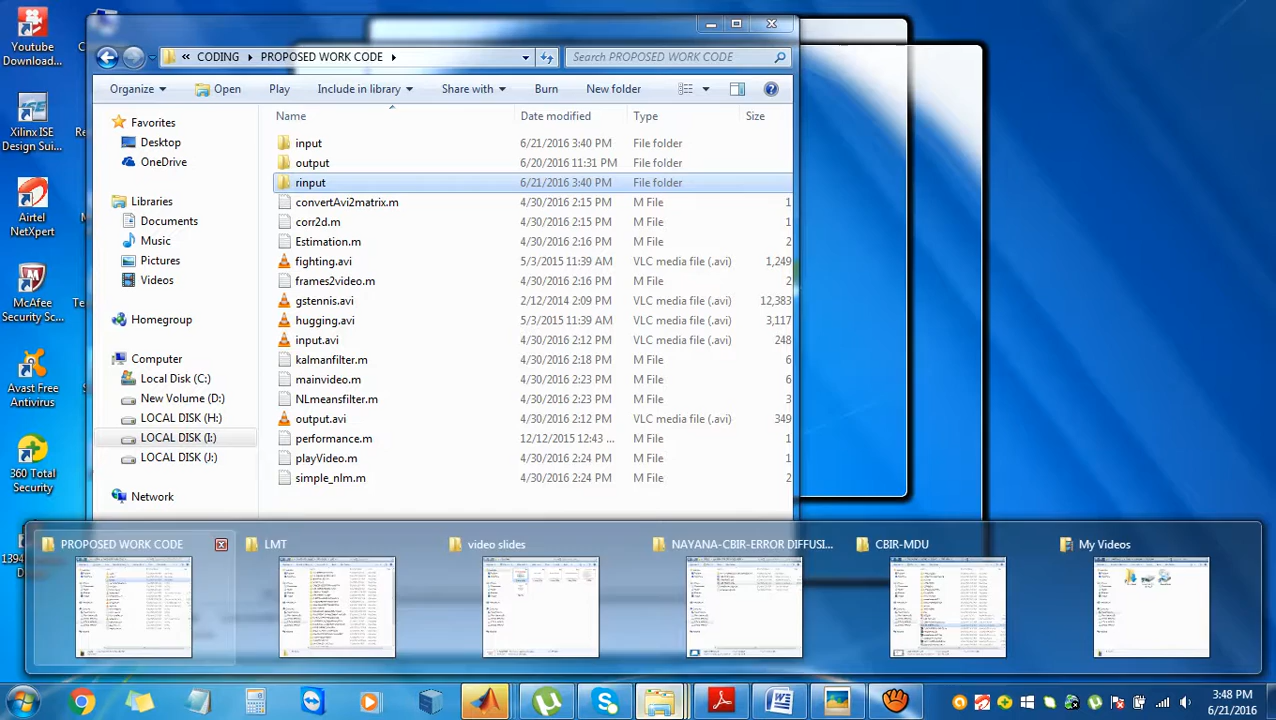 Youtube
Download...
Xilinx ISE
Design Sui...
Airtel
NetXpert
McAfee
Security Sc...
Avast Free
Antivirus
360 Total
Security
« CODING PROPOSED WORK CODE
Search PROPOSED WORK CODE
Organize Open Play Include in library Share with Burn New folder
Name Date modified Type Size
Favorites
Desktop
OneDrive
Libraries
Documents
Music
Pictures
Videos
Homegroup
Computer
Local Disk (C:)
New Volume (D:)
LOCAL DISK (H:)
LOCAL DISK (I:)
LOCAL DISK (J:)
Network
input 6/21/2016 3:40 PM File folder
output 6/20/2016 11:31 PM File folder
rinput 6/21/2016 3:40 PM File folder
convertAvi2matrix.m 4/30/2016 2:15 PM M File 1
corr2d.m 4/30/2016 2:15 PM M File 1
Estimation.m 4/30/2016 2:16 PM M File 2
fighting.avi 5/3/2015 11:39 AM VLC media file (.avi) 1,249
frames2video.m 4/30/2016 2:16 PM M File 2
gstennis.avi 2/12/2014 2:09 PM VLC media file (.avi) 12,383
hugging.avi 5/3/2015 11:39 AM VLC media file (.avi) 3,117
input.avi 4/30/2016 2:12 PM VLC media file (.avi) 248
kalmanfilter.m 4/30/2016 2:18 PM M File 6
mainvideo.m 4/30/2016 2:23 PM M File 6
NLmeansfilter.m 4/30/2016 2:23 PM M File 3
output.avi 4/30/2016 2:12 PM VLC media file (.avi) 349
performance.m 12/12/2015 12:43 ... M File 1
playVideo.m 4/30/2016 2:24 PM M File 1
simple_nlm.m 4/30/2016 2:24 PM M File 2
PROPOSED WORK CODE LMT video slides NAYANA-CBIR-ERROR DIFFUSI... CBIR-MDU My Videos
3:48 PM
6/21/2016